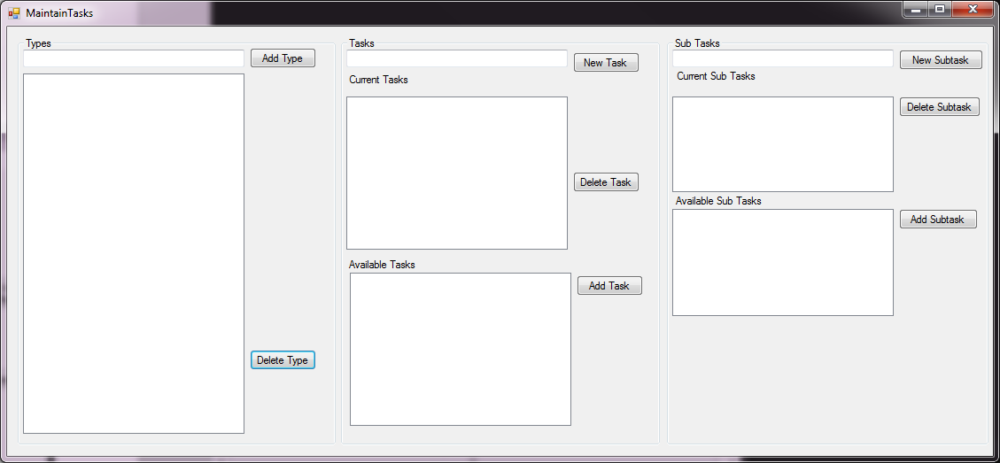 MaintainTasks
Types
Add Type
Delete Type
Tasks
New Task
Current Tasks
Delete Task
Available Tasks
Add Task
Sub Tasks
New Subtask
Current Sub Tasks
Delete Subtask
Available Sub Tasks
Add Subtask